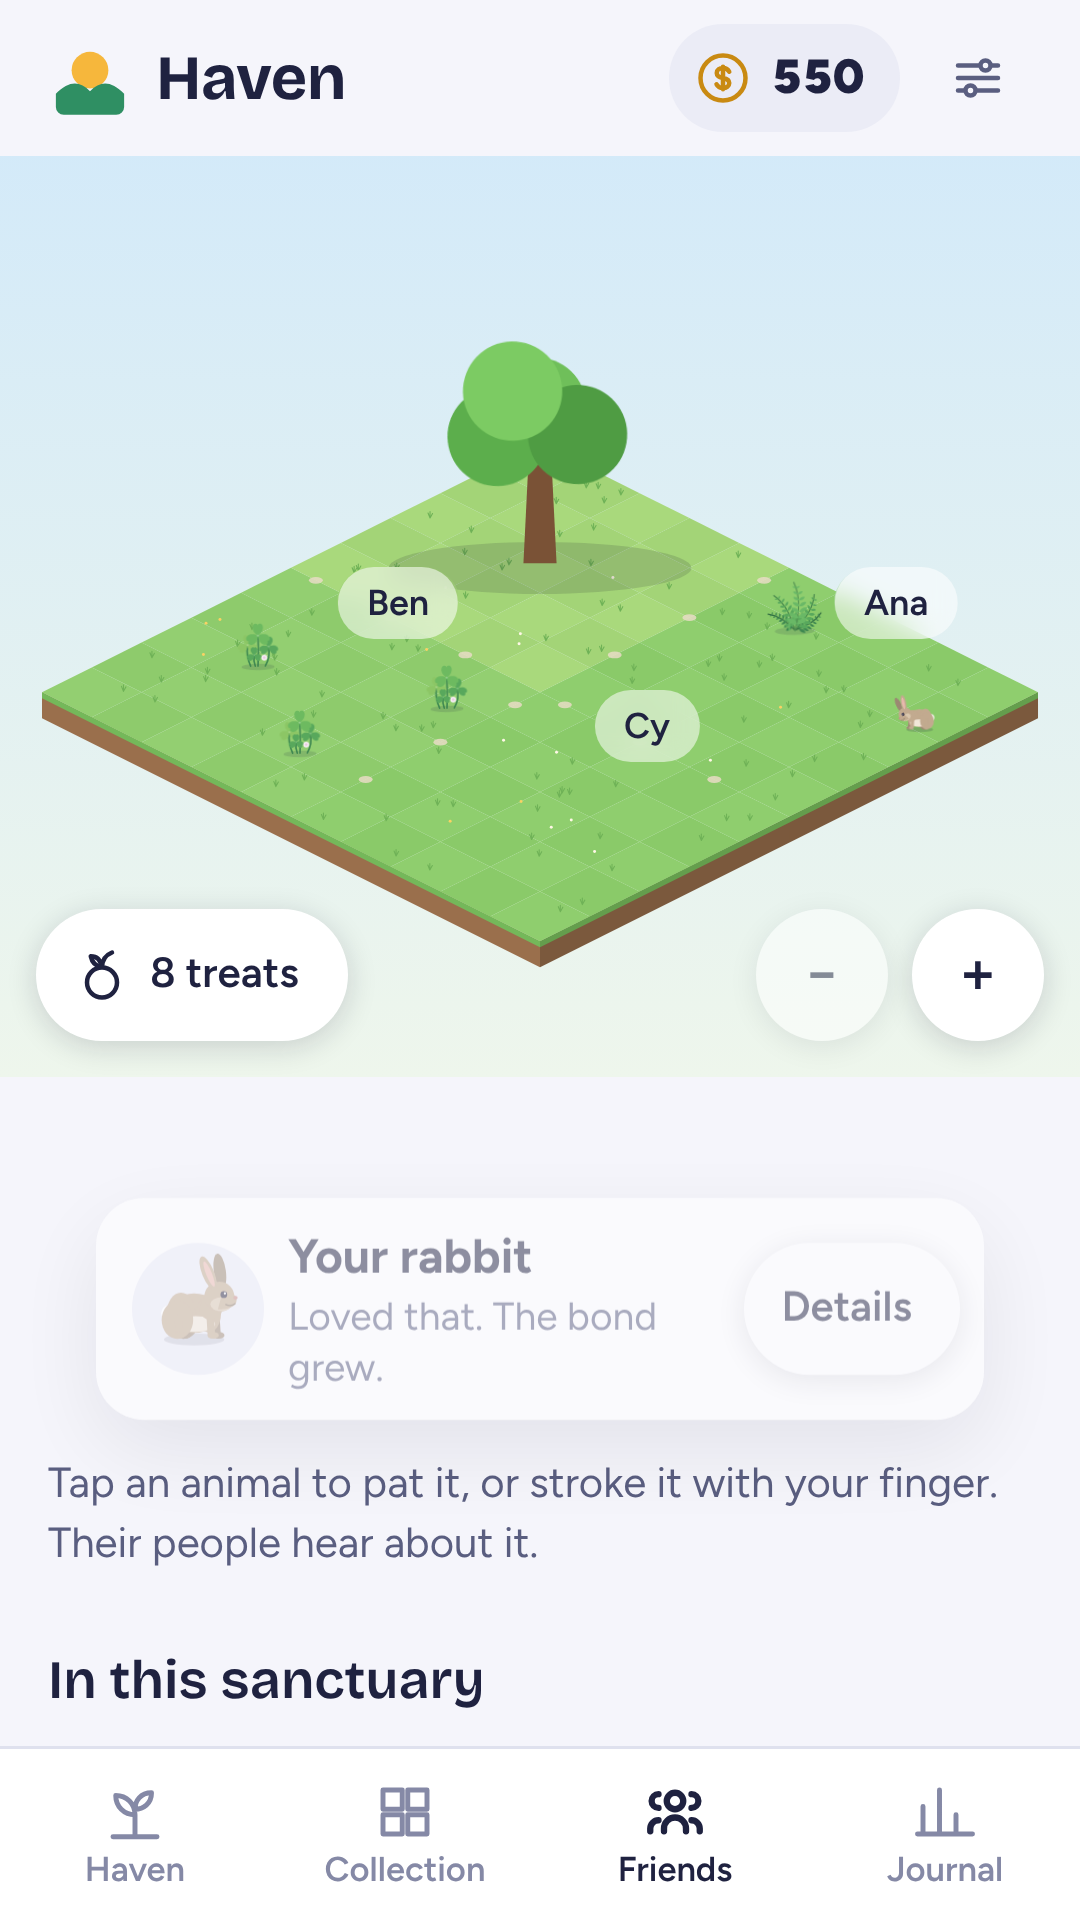 Haven
550
Ben
Ana
Cy
8 treats
−
+
Your rabbit
Loved that. The bond
grew.
Details
Tap an animal to pat it, or stroke it with your finger.
Their people hear about it.
In this sanctuary
Haven
Collection
Friends
Journal